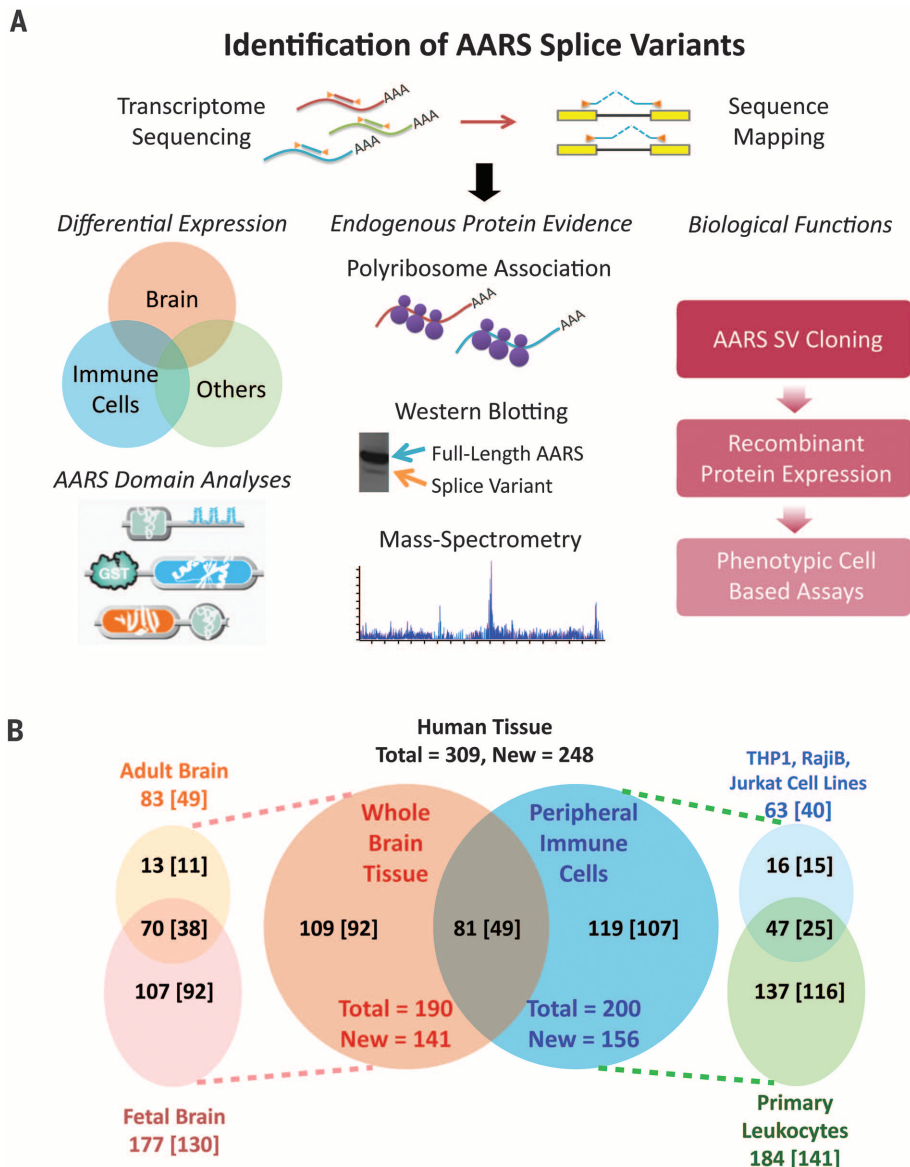 A
Identification of AARS Splice Variants
Transcriptome
Sequencing
AAA
AAA
AAA
Sequence
Mapping
Differential Expression
Brain
Immune
Cells
Others
AARS Domain Analyses
GST
Endogenous Protein Evidence
Polyribosome Association
AAA
AAA
Western Blotting
Full-Length AARS
Splice Variant
Mass-Spectrometry
Biological Functions
AARS SV Cloning
Recombinant
Protein Expression
Phenotypic Cell
Based Assays
B
Human Tissue
Total = 309, New = 248
Adult Brain
83 [49]
13 [11]
70 [38]
107 [92]
Fetal Brain
177 [130]
Whole
Brain
Tissue
109 [92]
Total = 190
New = 141
81 [49]
Peripheral
Immune
Cells
119 [107]
Total = 200
New = 156
THP1, RajiB,
Jurkat Cell Lines
63 [40]
16 [15]
47 [25]
137 [116]
Primary
Leukocytes
184 [141]